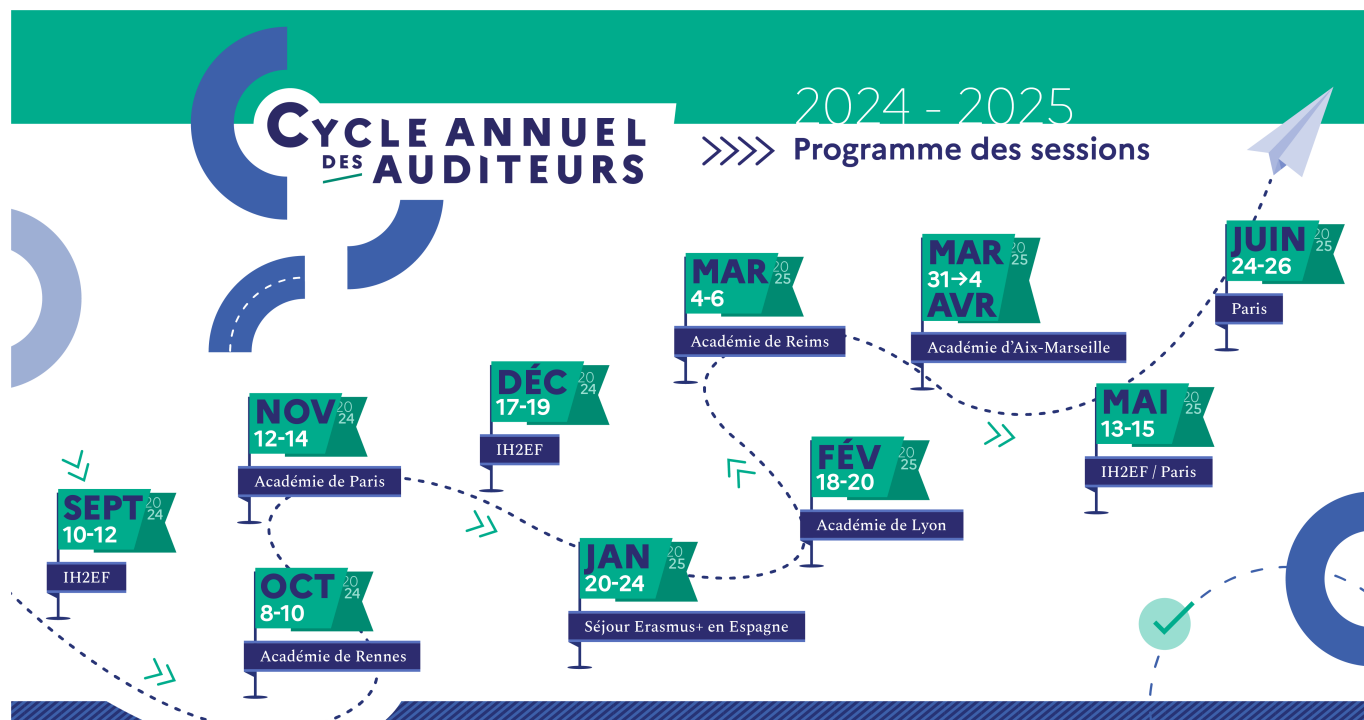 CYCLE ANNUEL
DES AUDITEURS
2024 - 2025
Programme des sessions
SEPT 2024
10-12
IH2EF
OCT 2024
8-10
Académie de Rennes
NOV 2024
12-14
Académie de Paris
DÉC 2024
17-19
IH2EF
JAN 2025
20-24
Séjour Erasmus+ en Espagne
FÉV 2025
18-20
Académie de Lyon
MAR 2025
4-6
Académie de Reims
MAR 2025
31→4
AVR
Académie d'Aix-Marseille
MAI 2025
13-15
IH2EF / Paris
JUIN 2025
24-26
Paris